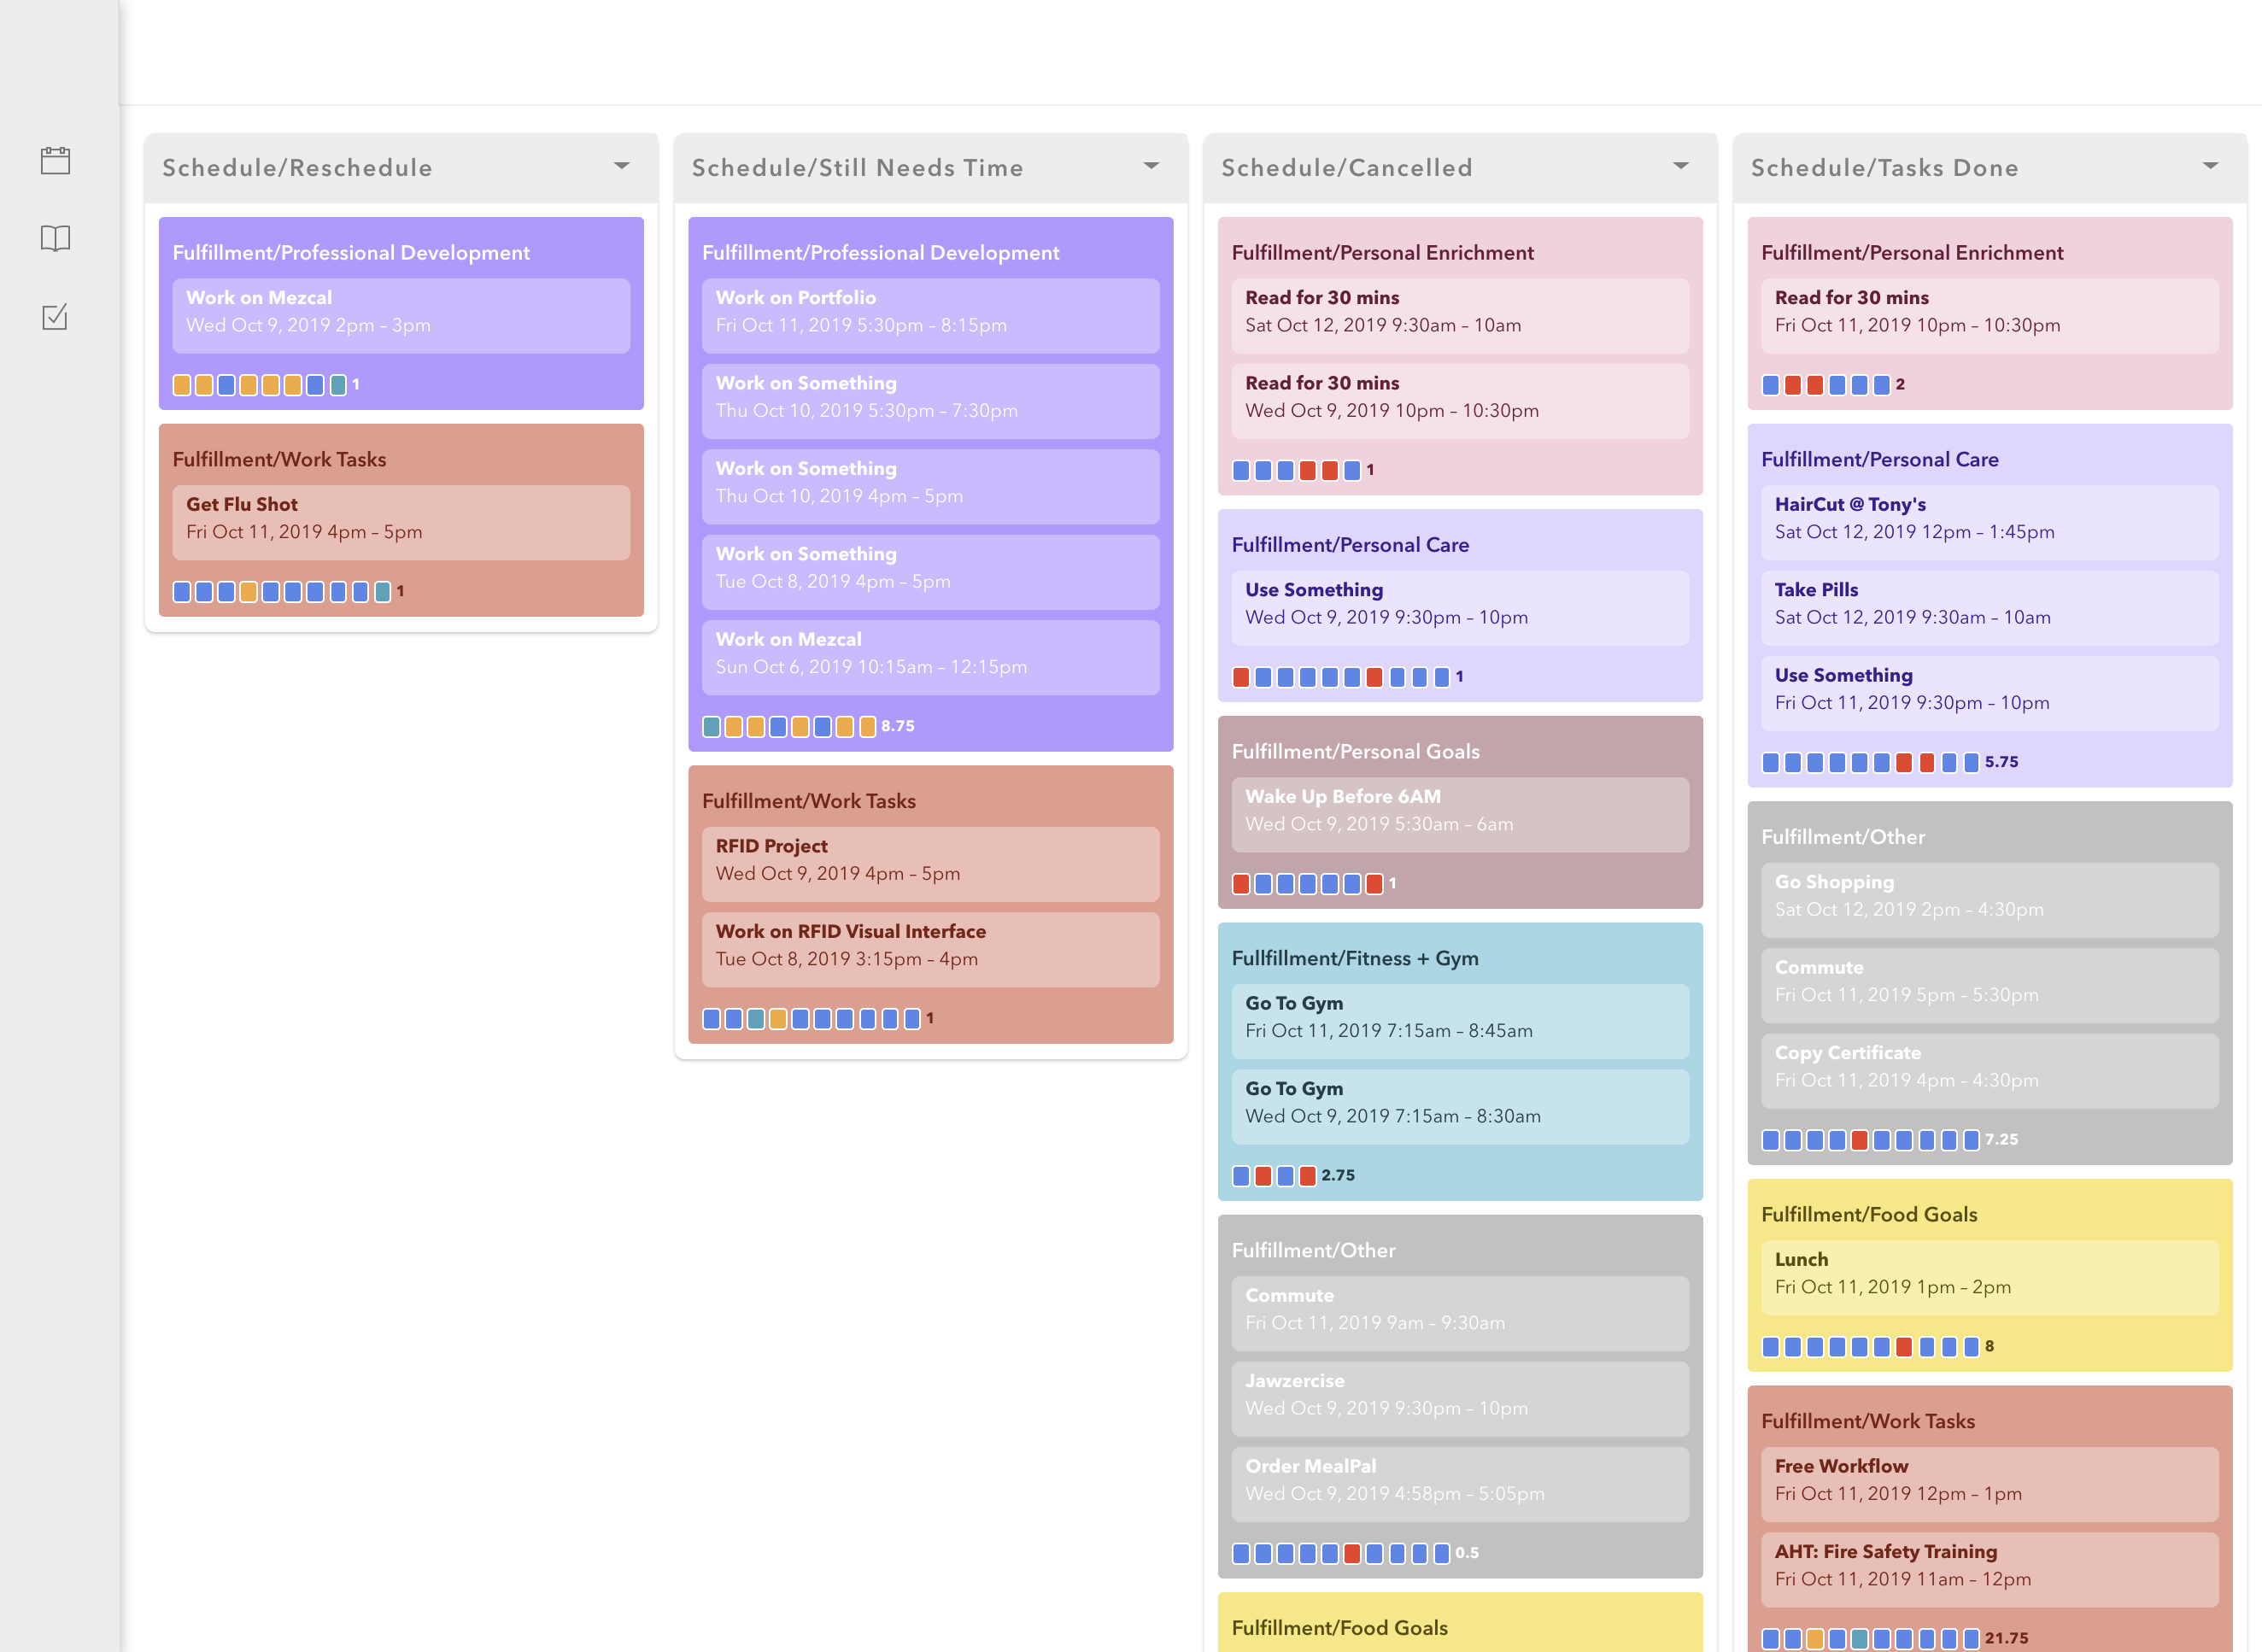 Schedule/Reschedule
Fulfillment/Professional Development
Work on Mezcal
Wed Oct 9, 2019 2pm – 3pm
1
Fulfillment/Work Tasks
Get Flu Shot
Fri Oct 11, 2019 4pm – 5pm
1
Schedule/Still Needs Time
Fulfillment/Professional Development
Work on Portfolio
Fri Oct 11, 2019 5:30pm – 8:15pm
Work on Something
Thu Oct 10, 2019 5:30pm – 7:30pm
Work on Something
Thu Oct 10, 2019 4pm – 5pm
Work on Something
Tue Oct 8, 2019 4pm – 5pm
Work on Mezcal
Sun Oct 6, 2019 10:15am – 12:15pm
8.75
Fulfillment/Work Tasks
RFID Project
Wed Oct 9, 2019 4pm – 5pm
Work on RFID Visual Interface
Tue Oct 8, 2019 3:15pm – 4pm
1
Schedule/Cancelled
Fulfillment/Personal Enrichment
Read for 30 mins
Sat Oct 12, 2019 9:30am – 10am
Read for 30 mins
Wed Oct 9, 2019 10pm – 10:30pm
1
Fulfillment/Personal Care
Use Something
Wed Oct 9, 2019 9:30pm – 10pm
1
Fulfillment/Personal Goals
Wake Up Before 6AM
Wed Oct 9, 2019 5:30am – 6am
1
Fullfillment/Fitness + Gym
Go To Gym
Fri Oct 11, 2019 7:15am – 8:45am
Go To Gym
Wed Oct 9, 2019 7:15am – 8:30am
2.75
Fulfillment/Other
Commute
Fri Oct 11, 2019 9am – 9:30am
Jawzercise
Wed Oct 9, 2019 9:30pm – 10pm
Order MealPal
Wed Oct 9, 2019 4:58pm – 5:05pm
0.5
Fulfillment/Food Goals
Schedule/Tasks Done
Fulfillment/Personal Enrichment
Read for 30 mins
Fri Oct 11, 2019 10pm – 10:30pm
2
Fulfillment/Personal Care
HairCut @ Tony's
Sat Oct 12, 2019 12pm – 1:45pm
Take Pills
Sat Oct 12, 2019 9:30am – 10am
Use Something
Fri Oct 11, 2019 9:30pm – 10pm
5.75
Fulfillment/Other
Go Shopping
Sat Oct 12, 2019 2pm – 4:30pm
Commute
Fri Oct 11, 2019 5pm – 5:30pm
Copy Certificate
Fri Oct 11, 2019 4pm – 4:30pm
7.25
Fulfillment/Food Goals
Lunch
Fri Oct 11, 2019 1pm – 2pm
8
Fulfillment/Work Tasks
Free Workflow
Fri Oct 11, 2019 12pm – 1pm
AHT: Fire Safety Training
Fri Oct 11, 2019 11am – 12pm
21.75